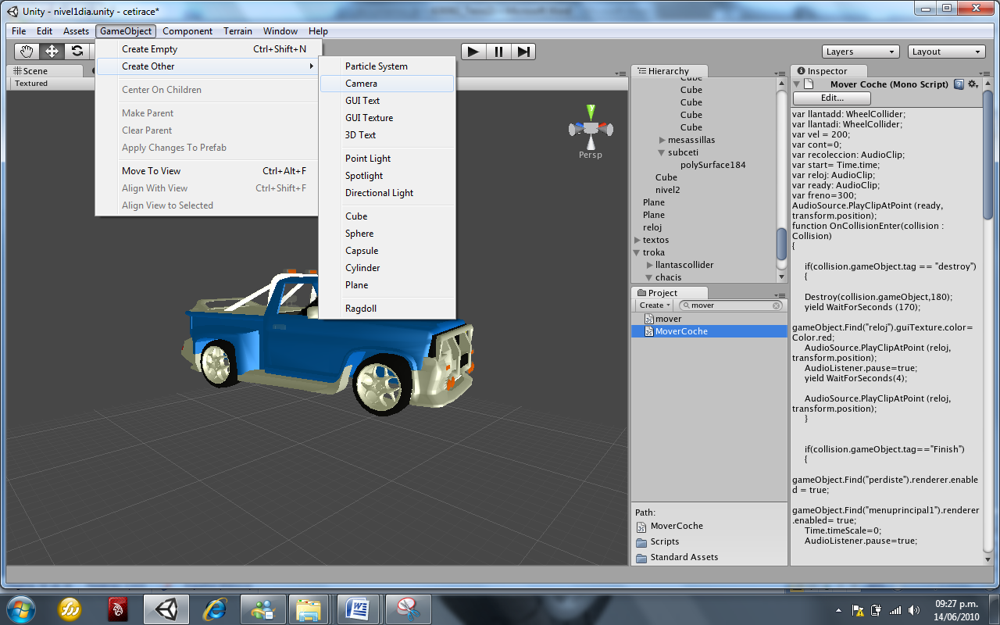 Unity - nivel1dia.unity - cetirace*
File Edit Assets GameObject Component Terrain Window Help
Layers
Layout
Scene
Textured
Create Empty Ctrl+Shift+N
Create Other
Center On Children
Make Parent
Clear Parent
Apply Changes To Prefab
Move To View Ctrl+Alt+F
Align With View Ctrl+Shift+F
Align View to Selected
Particle System
Camera
GUI Text
GUI Texture
3D Text
Point Light
Spotlight
Directional Light
Cube
Sphere
Capsule
Cylinder
Plane
Ragdoll
Persp
Hierarchy
Cube
Cube
Cube
Cube
Cube
mesassillas
subceti
polySurface184
Cube
nivel2
Plane
Plane
reloj
textos
troka
llantascollider
chacis
Project
Create
mover
mover
MoverCoche
Path:
MoverCoche
Scripts
Standard Assets
Inspector
Mover Coche (Mono Script)
Edit...
var llantadd: WheelCollider;
var llantadi: WheelCollider;
var vel = 200;
var cont=0;
var recoleccion: AudioClip;
var start= Time.time;
var reloj: AudioClip;
var ready: AudioClip;
var freno=300;
AudioSource.PlayClipAtPoint (ready,
transform.position);
function OnCollisionEnter(collision :
Collision)
{
if(collision.gameObject.tag == "destroy")
{
Destroy(collision.gameObject,180);
yield WaitForSeconds (170);
gameObject.Find("reloj").guiTexture.color=
Color.red;
AudioSource.PlayClipAtPoint (reloj,
transform.position);
AudioListener.pause=true;
yield WaitForSeconds(4);
AudioSource.PlayClipAtPoint (reloj,
transform.position);
}
if(collision.gameObject.tag=="Finish")
{
gameObject.Find("perdiste").renderer.enable
d = true;
gameObject.Find("menuprincipal1").renderer
.enabled= true;
Time.timeScale=0;
AudioListener.pause=true;
09:27 p.m.
14/06/2010